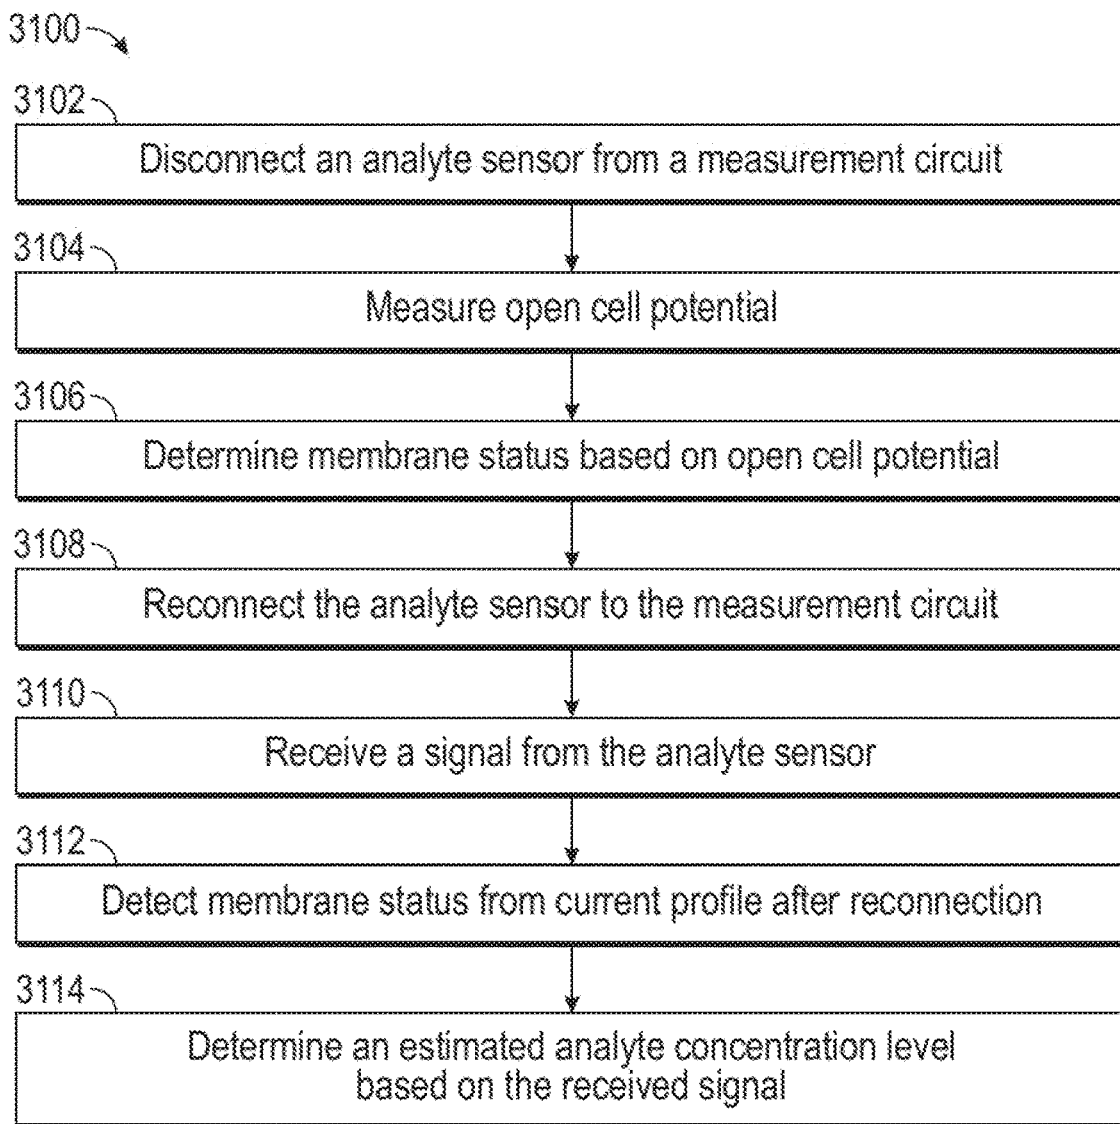 3100
3102
Disconnect an analyte sensor from a measurement circuit
3104
Measure open cell potential
3106
Determine membrane status based on open cell potential
3108
Reconnect the analyte sensor to the measurement circuit
3110
Receive a signal from the analyte sensor
3112
Detect membrane status from current profile after reconnection
3114
Determine an estimated analyte concentration level
based on the received signal